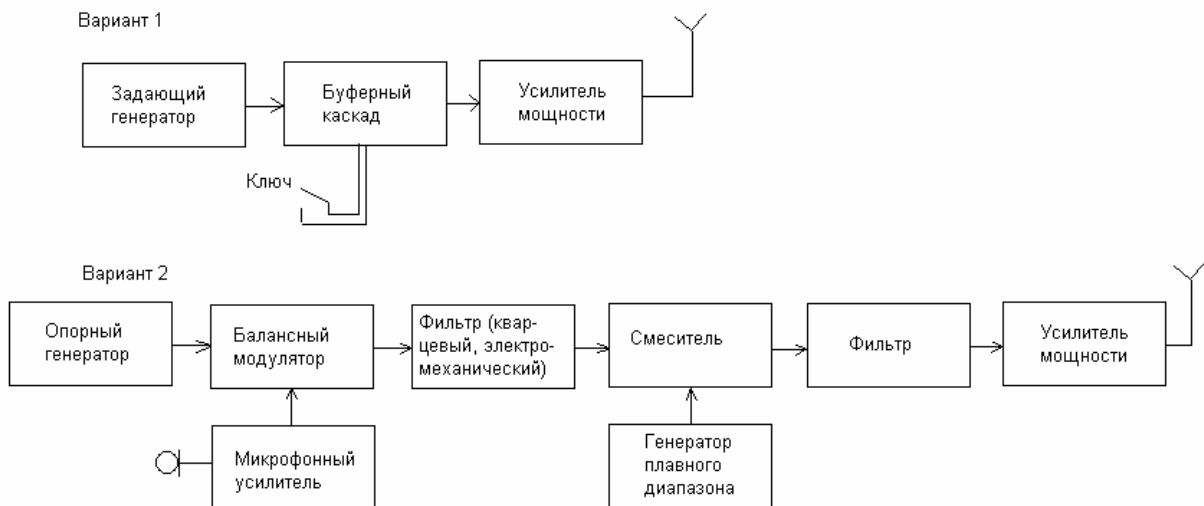 Вариант 1
Задающий
генератор
Буферный
каскад
Усилитель
мощности
Ключ
Вариант 2
Опорный
генератор
Балансный
модулятор
Фильтр (квар-
цевый, электро-
механический)
Смеситель
Фильтр
Усилитель
мощности
Микрофонный
усилитель
Генератор
плавного
диапазона